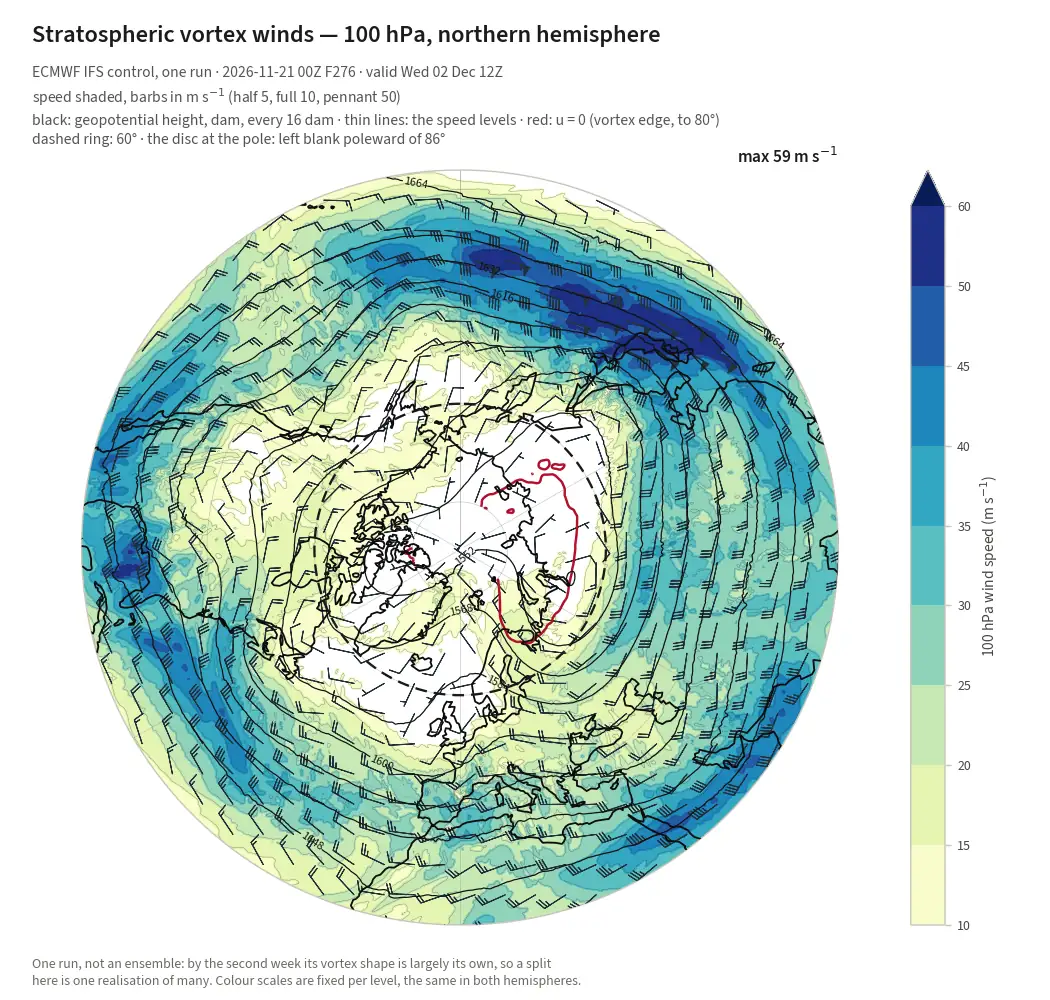 Stratospheric vortex winds — 100 hPa, northern hemisphere
ECMWF IFS control, one run · 2026-11-21 00Z F276 · valid Wed 02 Dec 12Z
speed shaded, barbs in m s⁻¹ (half 5, full 10, pennant 50)
black: geopotential height, dam, every 16 dam · thin lines: the speed levels · red: u = 0 (vortex edge, to 80°)
dashed ring: 60° · the disc at the pole: left blank poleward of 86°
max 59 m s⁻¹
1664
1616
1664
1568
1600
1648
60
50
45
40
35
30
25
20
15
10
100 hPa wind speed (m s⁻¹)
One run, not an ensemble: by the second week its vortex shape is largely its own, so a split
here is one realisation of many. Colour scales are fixed per level, the same in both hemispheres.